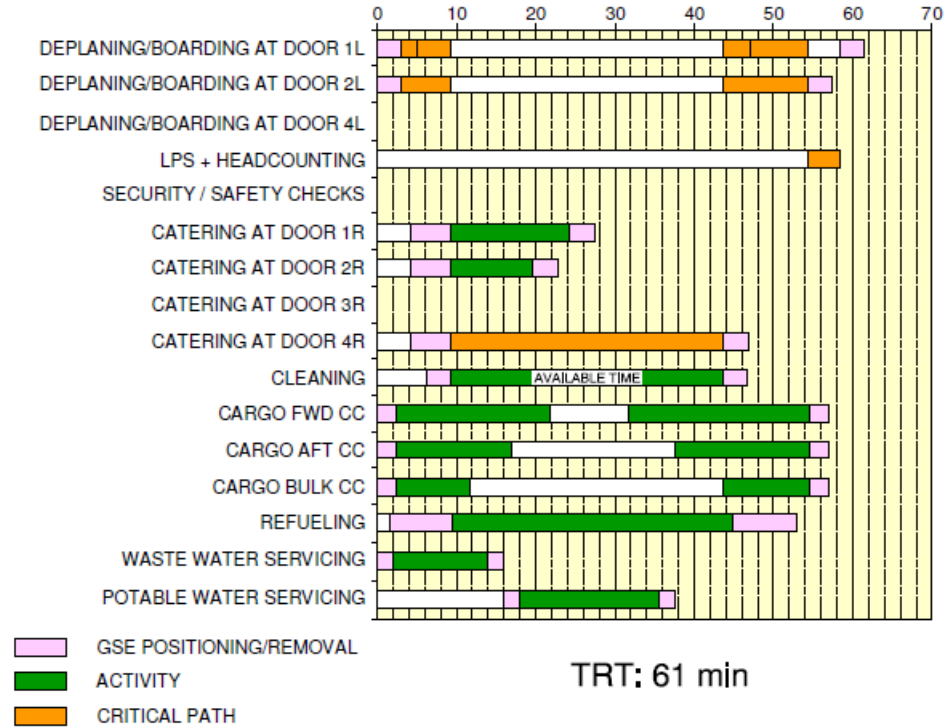 0 10 20 30 40 50 60 70
DEPLANING/BOARDING AT DOOR 1L
DEPLANING/BOARDING AT DOOR 2L
DEPLANING/BOARDING AT DOOR 4L
LPS + HEADCOUNTING
SECURITY / SAFETY CHECKS
CATERING AT DOOR 1R
CATERING AT DOOR 2R
CATERING AT DOOR 3R
CATERING AT DOOR 4R
CLEANING AVAILABLE TIME
CARGO FWD CC
CARGO AFT CC
CARGO BULK CC
REFUELING
WASTE WATER SERVICING
POTABLE WATER SERVICING
GSE POSITIONING/REMOVAL
ACTIVITY
CRITICAL PATH
TRT: 61 min